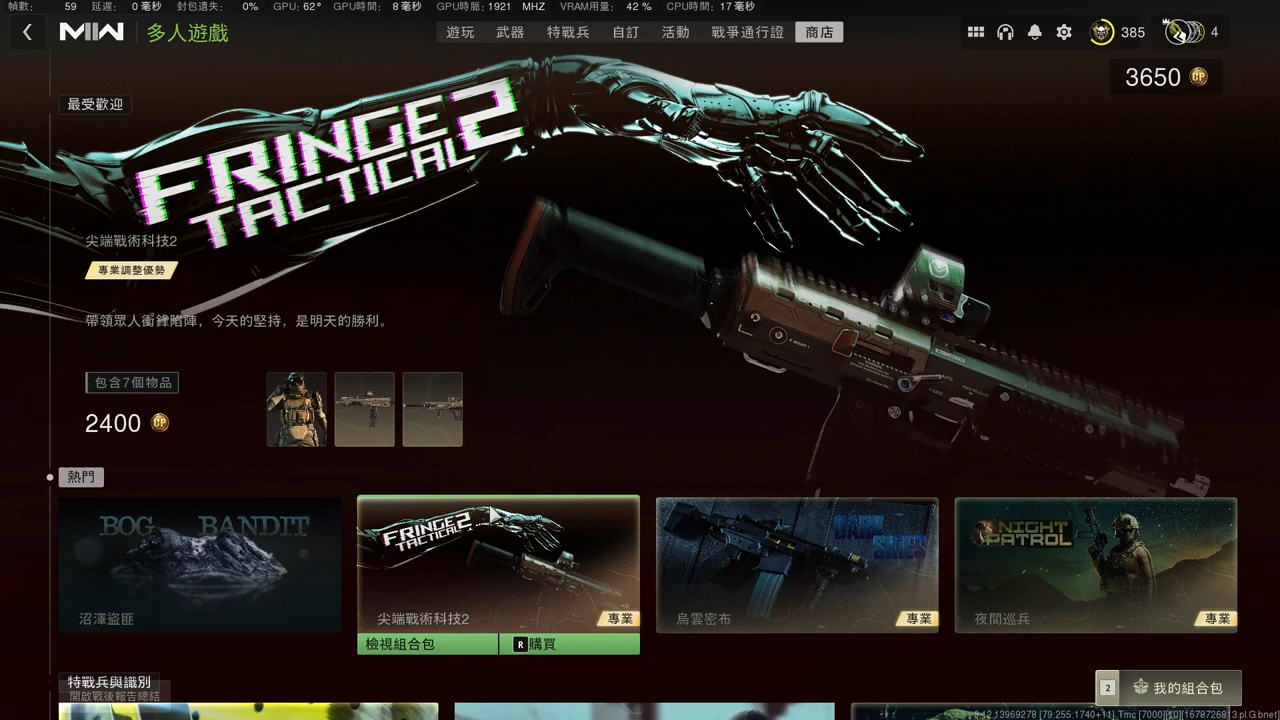 幀數: 59 延遲: 0 毫秒 封包遺失: 0% GPU: 62° GPU時間: 8 毫秒 GPU時脈: 1921 MHZ VRAM用量: 42 % CPU時間: 17 毫秒
MW 多人遊戲 遊玩 武器 特戰兵 自訂 活動 戰爭通行證 商店 385 4
3650 CP
最受歡迎
FRINGE
TACTICAL 2
尖端戰術科技2
專業調整優勢
帶領眾人衝鋒陷陣，今天的堅持，是明天的勝利。
包含7個物品
2400 CP
熱門
BOG BANDIT
沼澤盜匪
FRINGE
TACTICAL 2
尖端戰術科技2 專業
檢視組合包 R 購買
DARK
SKIES
烏雲密布 專業
NIGHT
PATROL
夜間巡兵 專業
特戰兵與識別
開啟戰後報告總結
2 我的組合包